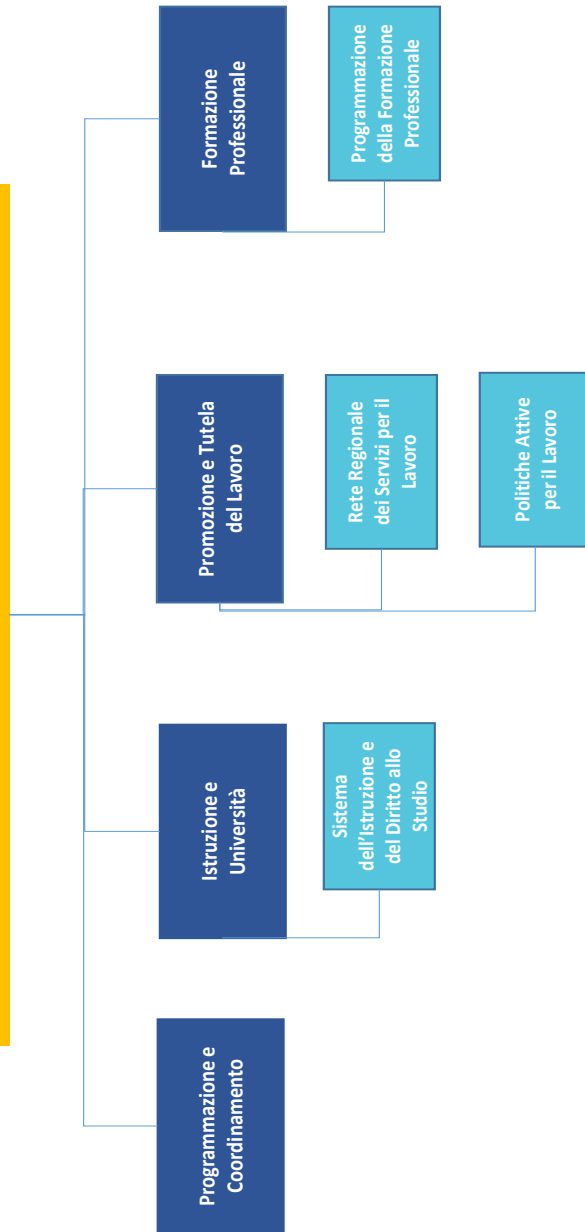 Programmazione e
Coordinamento
Istruzione e
Università
Promozione e Tutela
del Lavoro
Formazione
Professionale
Sistema
dell'Istruzione e
del Diritto allo
Studio
Rete Regionale
dei Servizi per il
Lavoro
Programmazione
della Formazione
Professionale
Politiche Attive
per il Lavoro